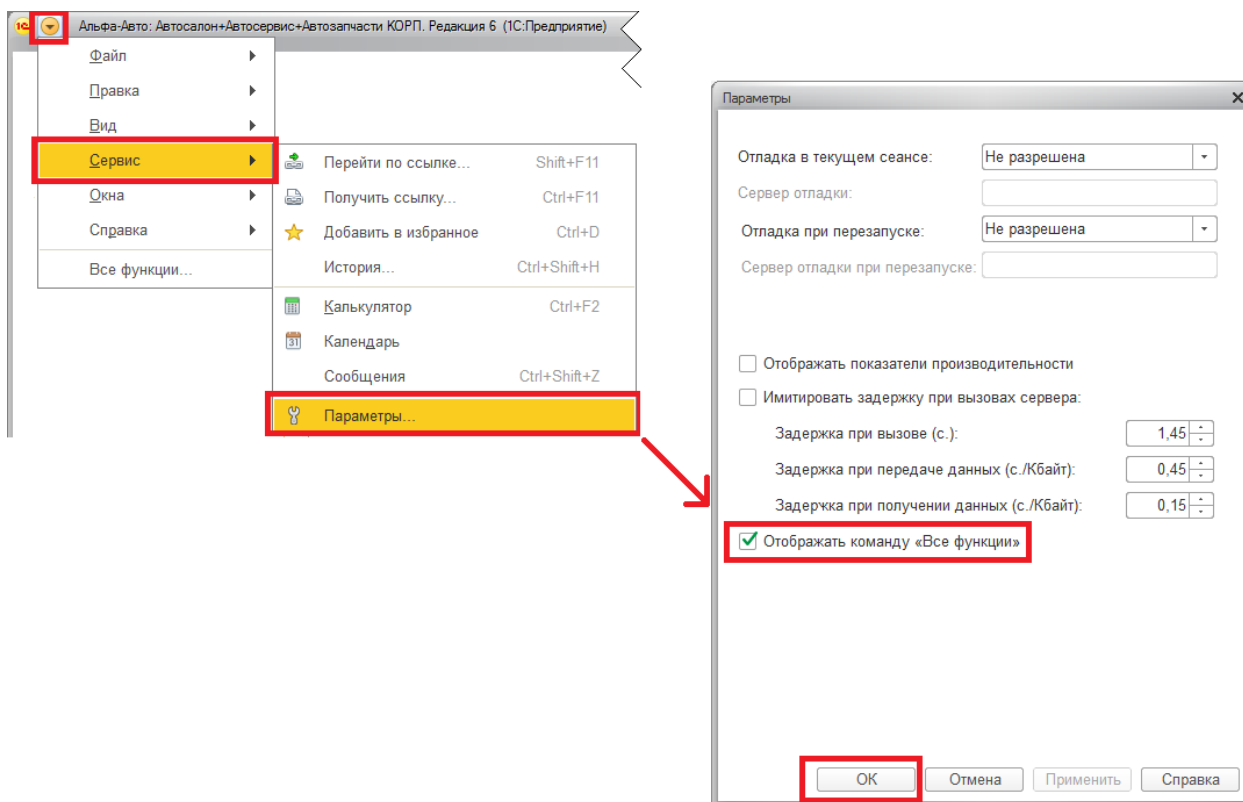 1С Альфа-Авто: Автосалон+Автосервис+Автозапчасти КОРП. Редакция 6 (1С:Предприятие)
Файл
Правка
Вид
Сервис
Окна
Справка
Все функции...
Перейти по ссылке... Shift+F11
Получить ссылку... Ctrl+F11
Добавить в избранное Ctrl+D
История... Ctrl+Shift+H
Калькулятор Ctrl+F2
31 Календарь
Сообщения Ctrl+Shift+Z
Параметры...
Параметры
Отладка в текущем сеансе: Не разрешена
Сервер отладки:
Отладка при перезапуске: Не разрешена
Сервер отладки при перезапуске:
Отображать показатели производительности
Имитировать задержку при вызовах сервера:
Задержка при вызове (с.): 1,45
Задержка при передаче данных (с./Кбайт): 0,45
Задержка при получении данных (с./Кбайт): 0,15
Отображать команду «Все функции»
ОК Отмена Применить Справка